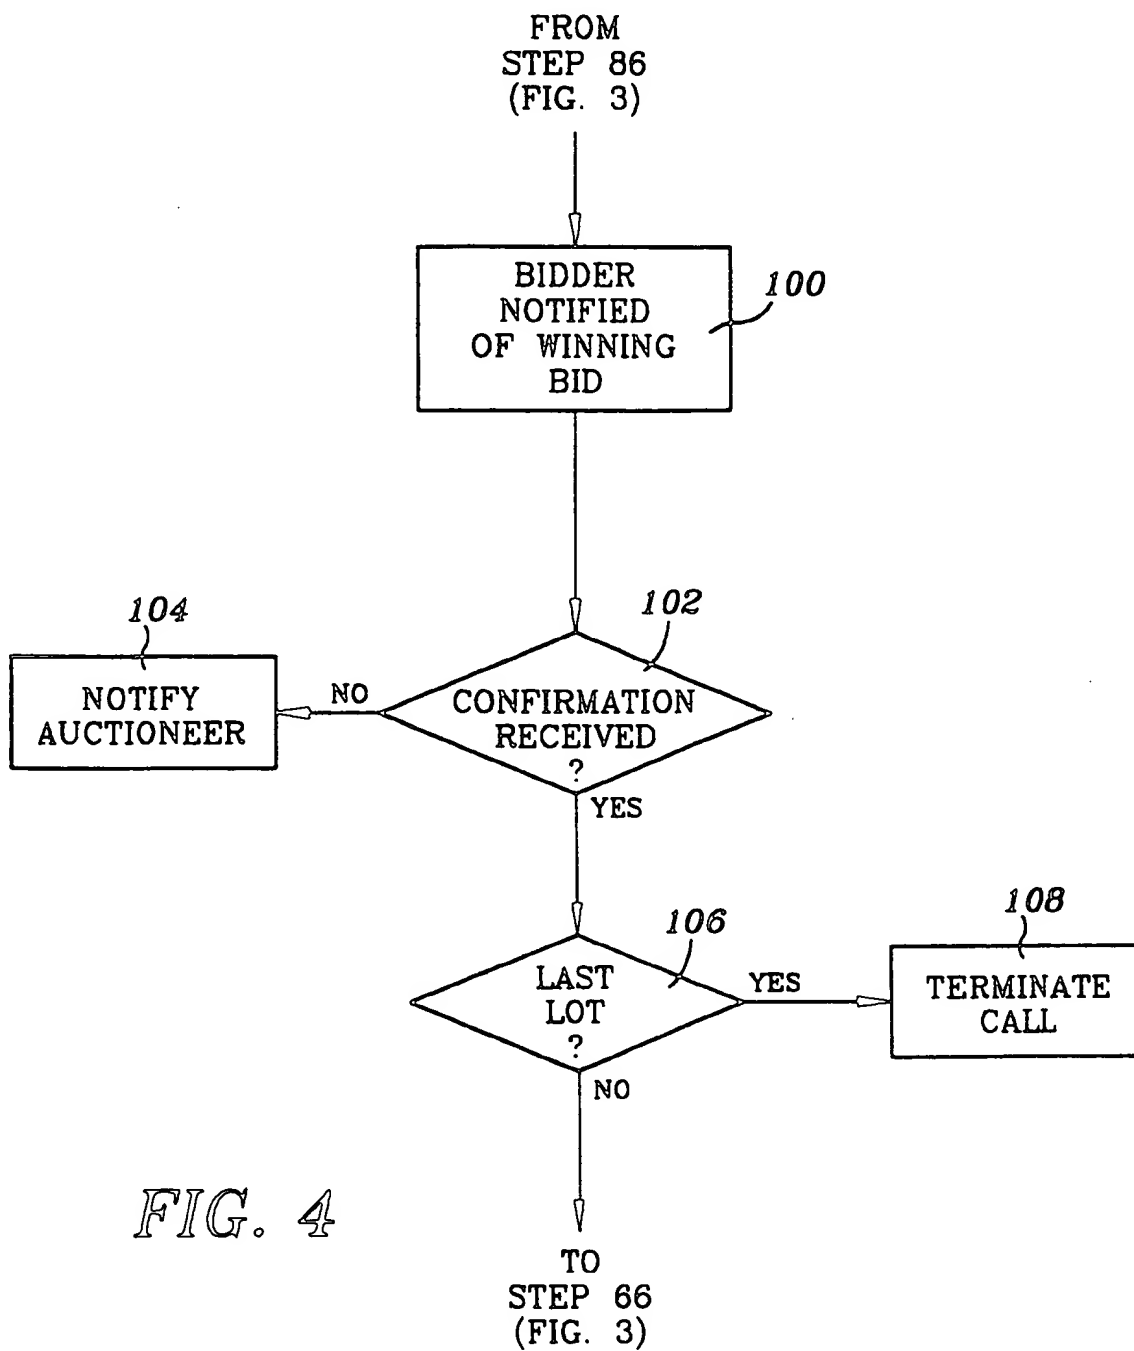 FROM
STEP 86
(FIG. 3)
BIDDER
NOTIFIED
OF WINNING
BID
100
102
104
NOTIFY
AUCTIONEER
NO
CONFIRMATION
RECEIVED
?
YES
106
108
LAST
LOT
?
YES
TERMINATE
CALL
NO
FIG. 4
TO
STEP 66
(FIG. 3)